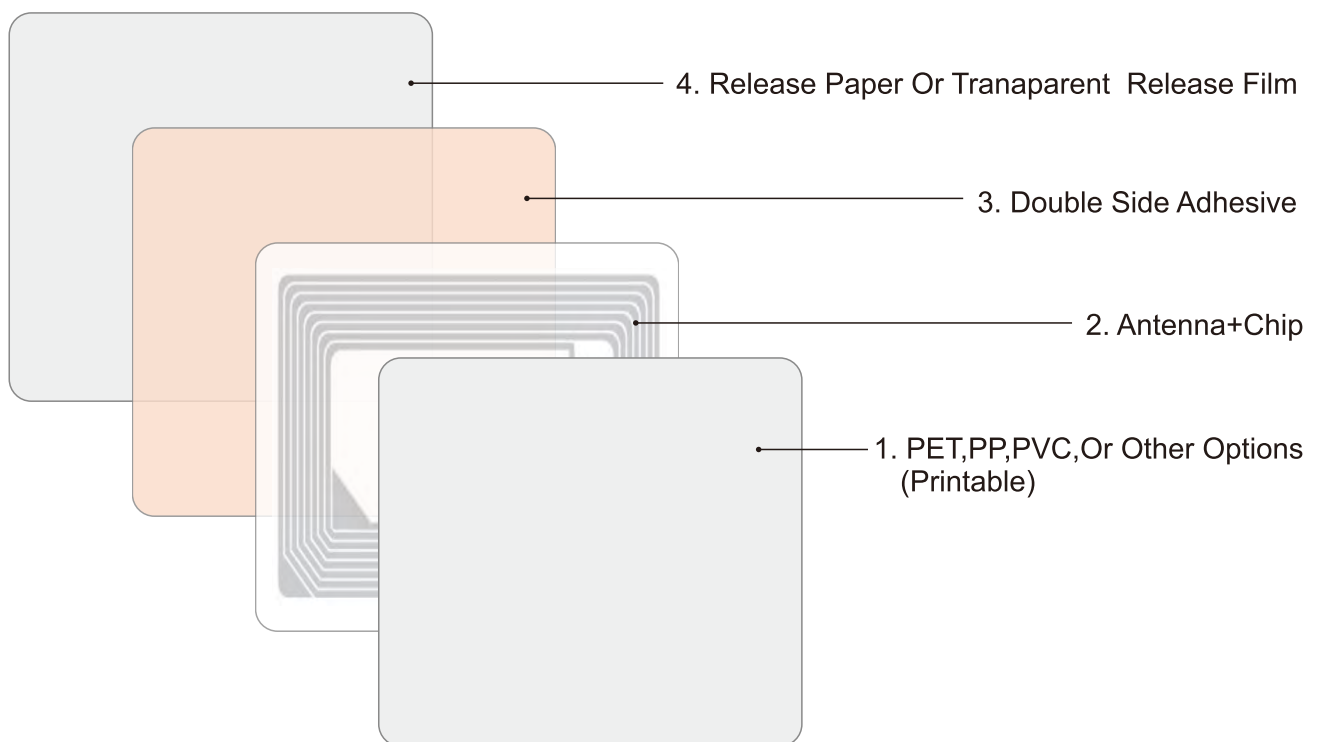 4. Release Paper Or Tranaparent  Release Film
3. Double Side Adhesive
2. Antenna+Chip
1. PET,PP,PVC,Or Other Options
(Printable)